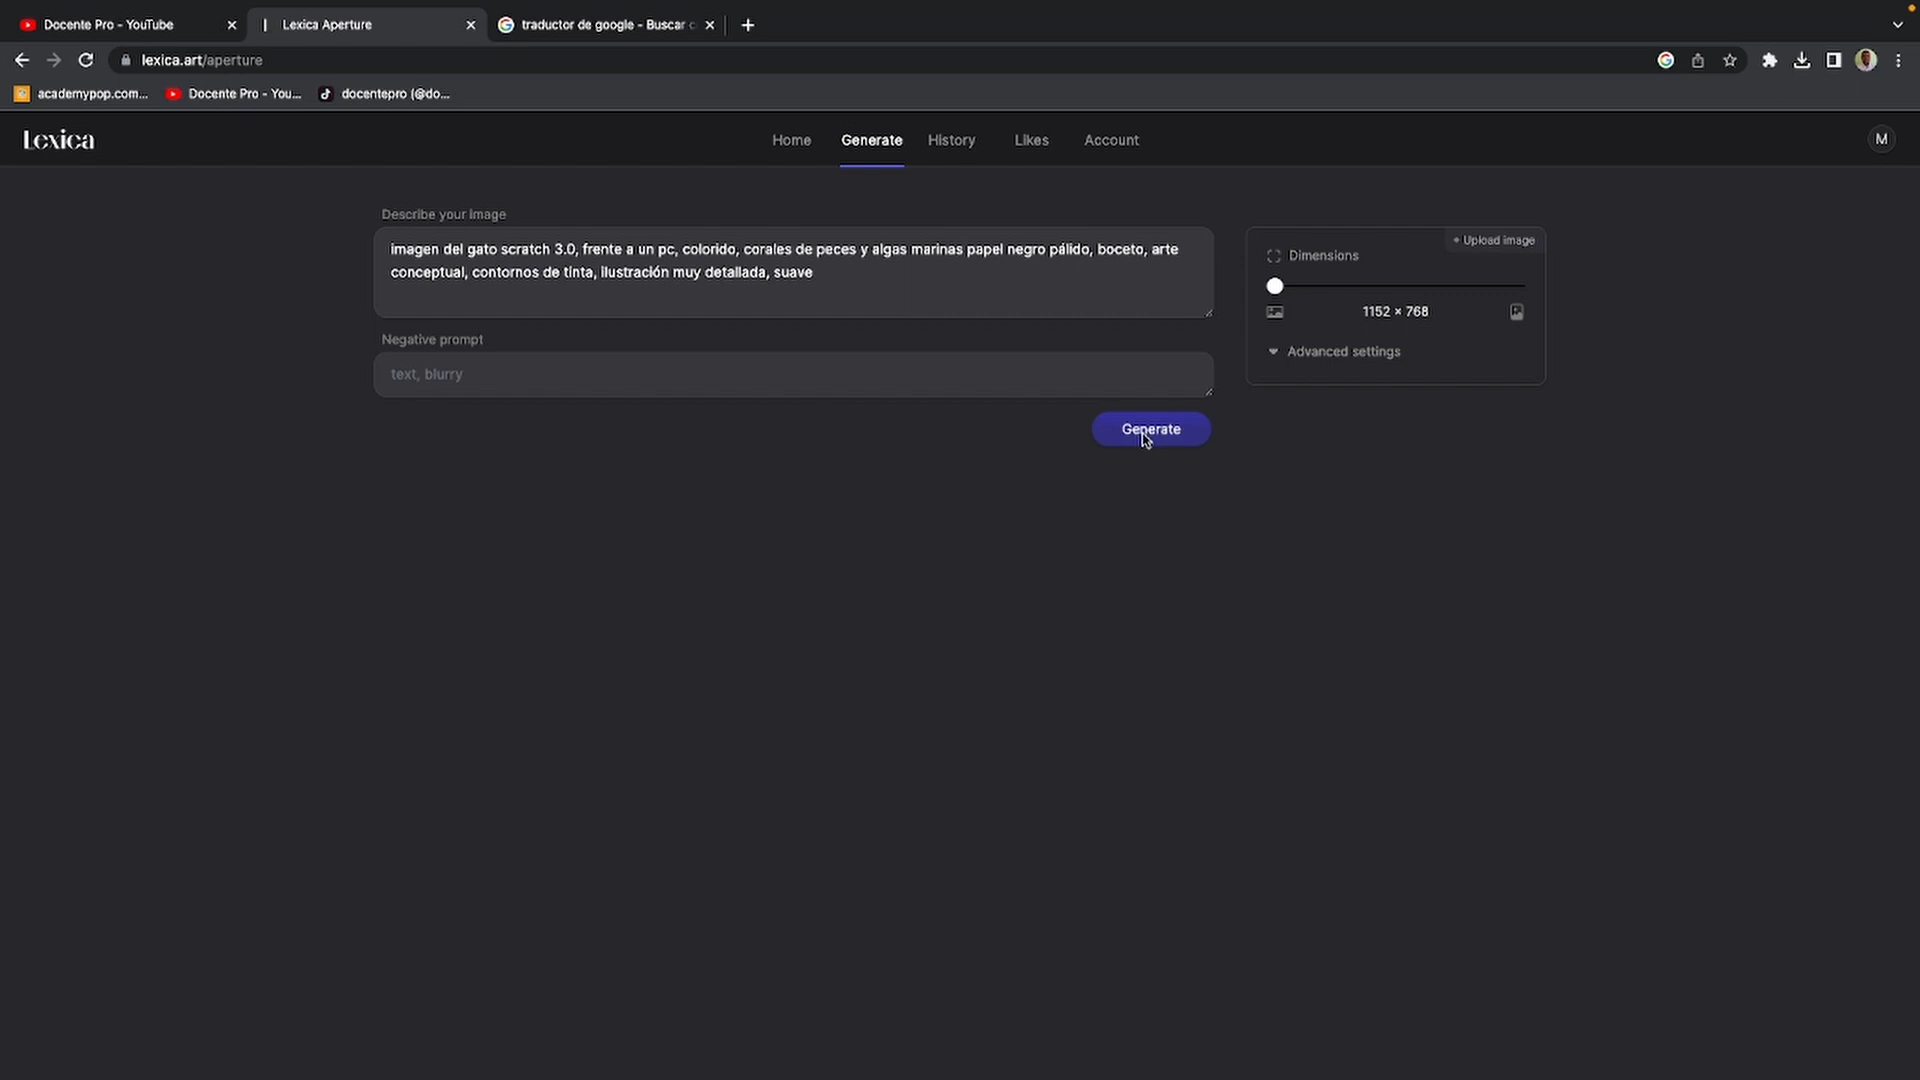 Docente Pro - YouTube
Lexica Aperture
traductor de google - Buscar
lexica.art/aperture
academypop.com...
Docente Pro - You...
docentepro (@do...
Lexica
Home
Generate
History
Likes
Account
M
Describe your image
imagen del gato scratch 3.0, frente a un pc, colorido, corales de peces y algas marinas papel negro pálido, boceto, arte
conceptual, contornos de tinta, ilustración muy detallada, suave
+ Upload image
Dimensions
1152 × 768
Advanced settings
Negative prompt
text, blurry
Generate